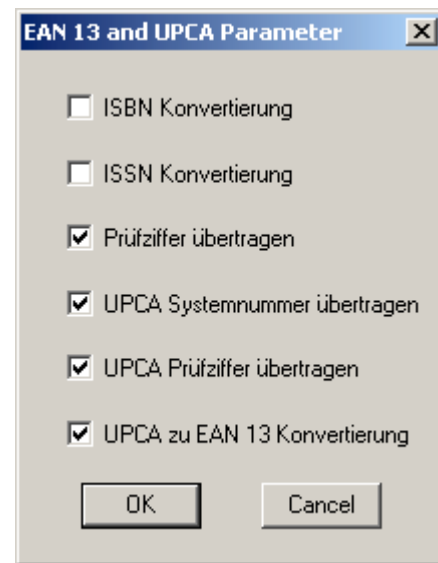 EAN 13 and UPCA Parameter
ISBN Konvertierung
ISSN Konvertierung
Prüfziffer übertragen
UPCA Systemnummer übertragen
UPCA Prüfziffer übertragen
UPCA zu EAN 13 Konvertierung
OK Cancel